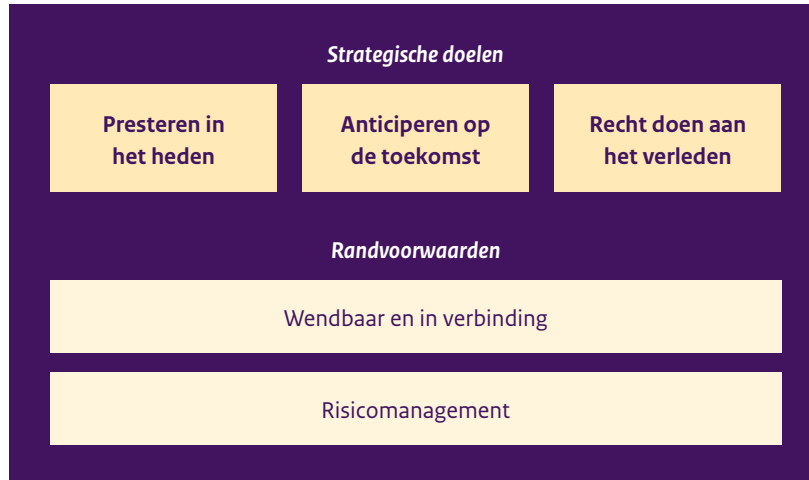 Strategische doelen
Presteren in
het heden
Anticiperen op
de toekomst
Recht doen aan
het verleden
Randvoorwaarden
Wendbaar en in verbinding
Risicomanagement